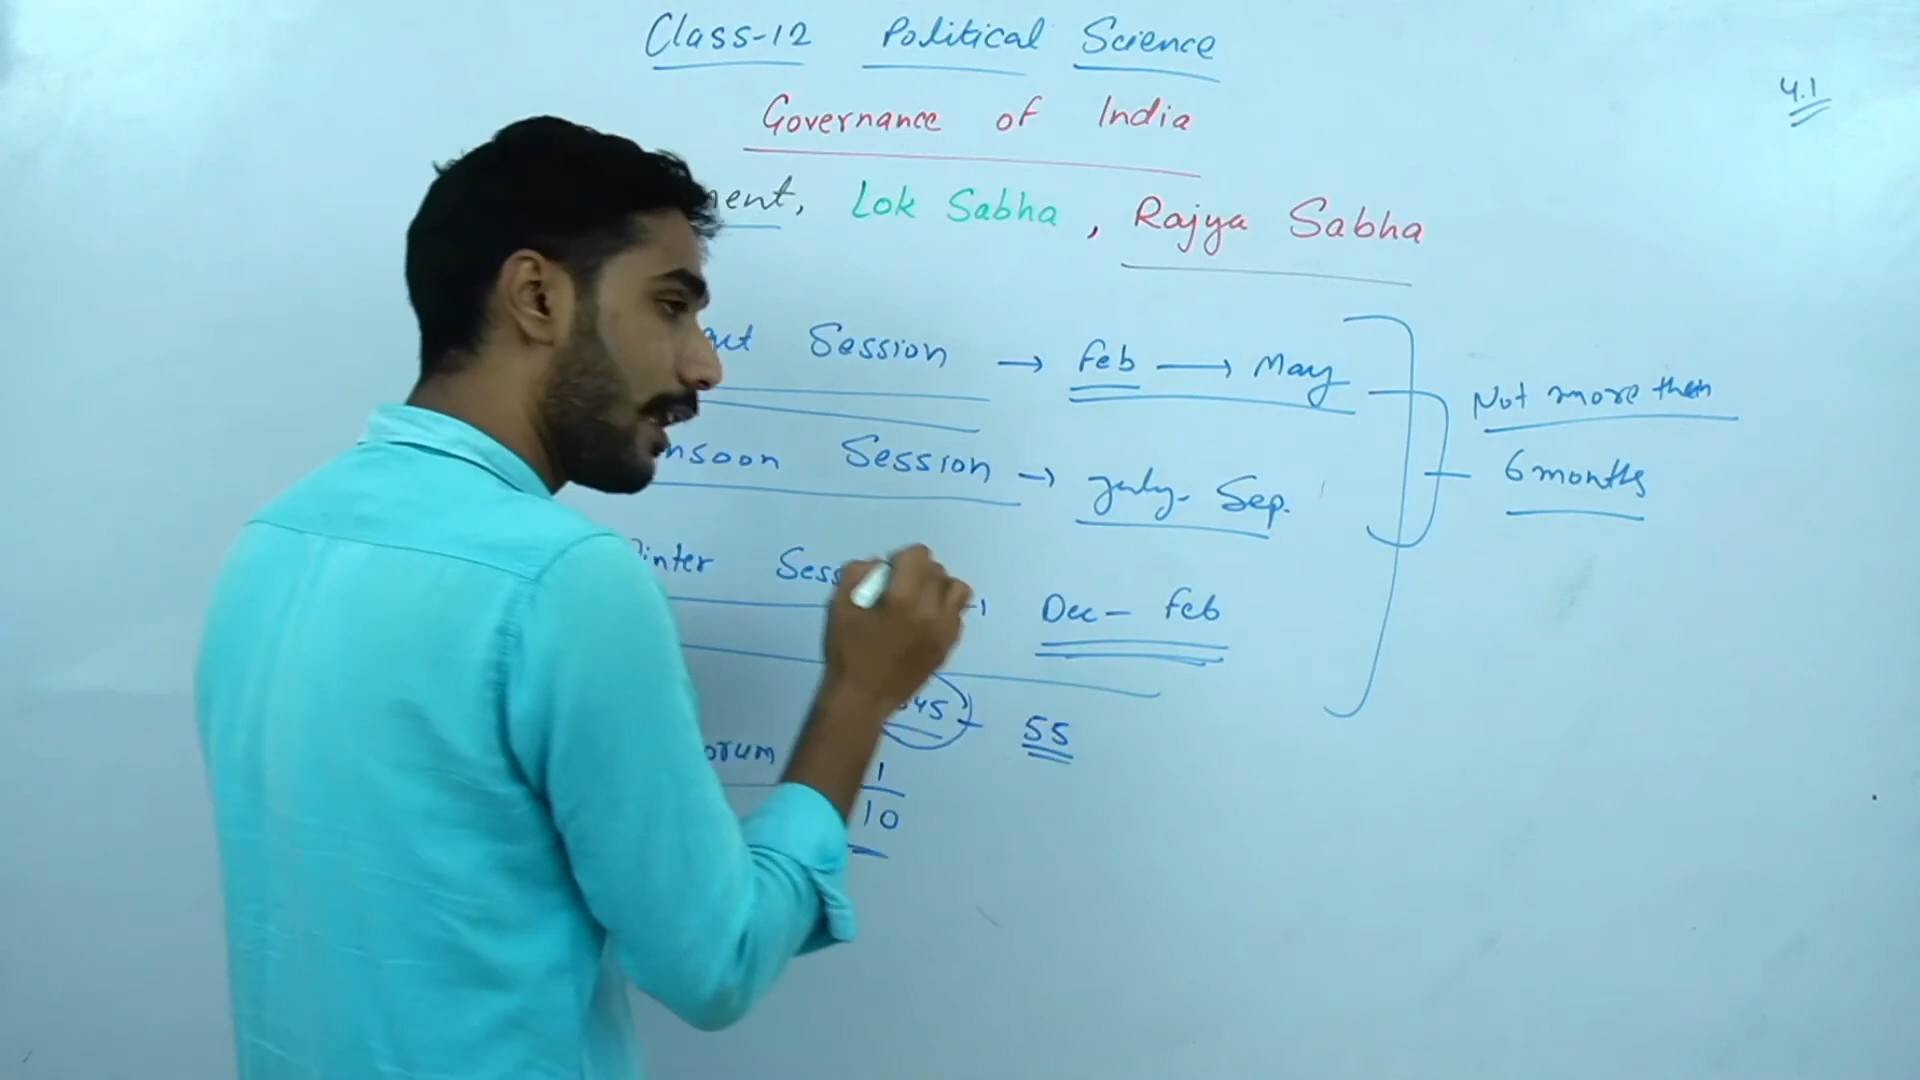 Class-12 Political Science
4.1
Governance of India
Lok Sabha, Rajya Sabha
Session → Feb → May
Not more then
6 months
Session → July- Sep.
Dec - Feb
55
1
10